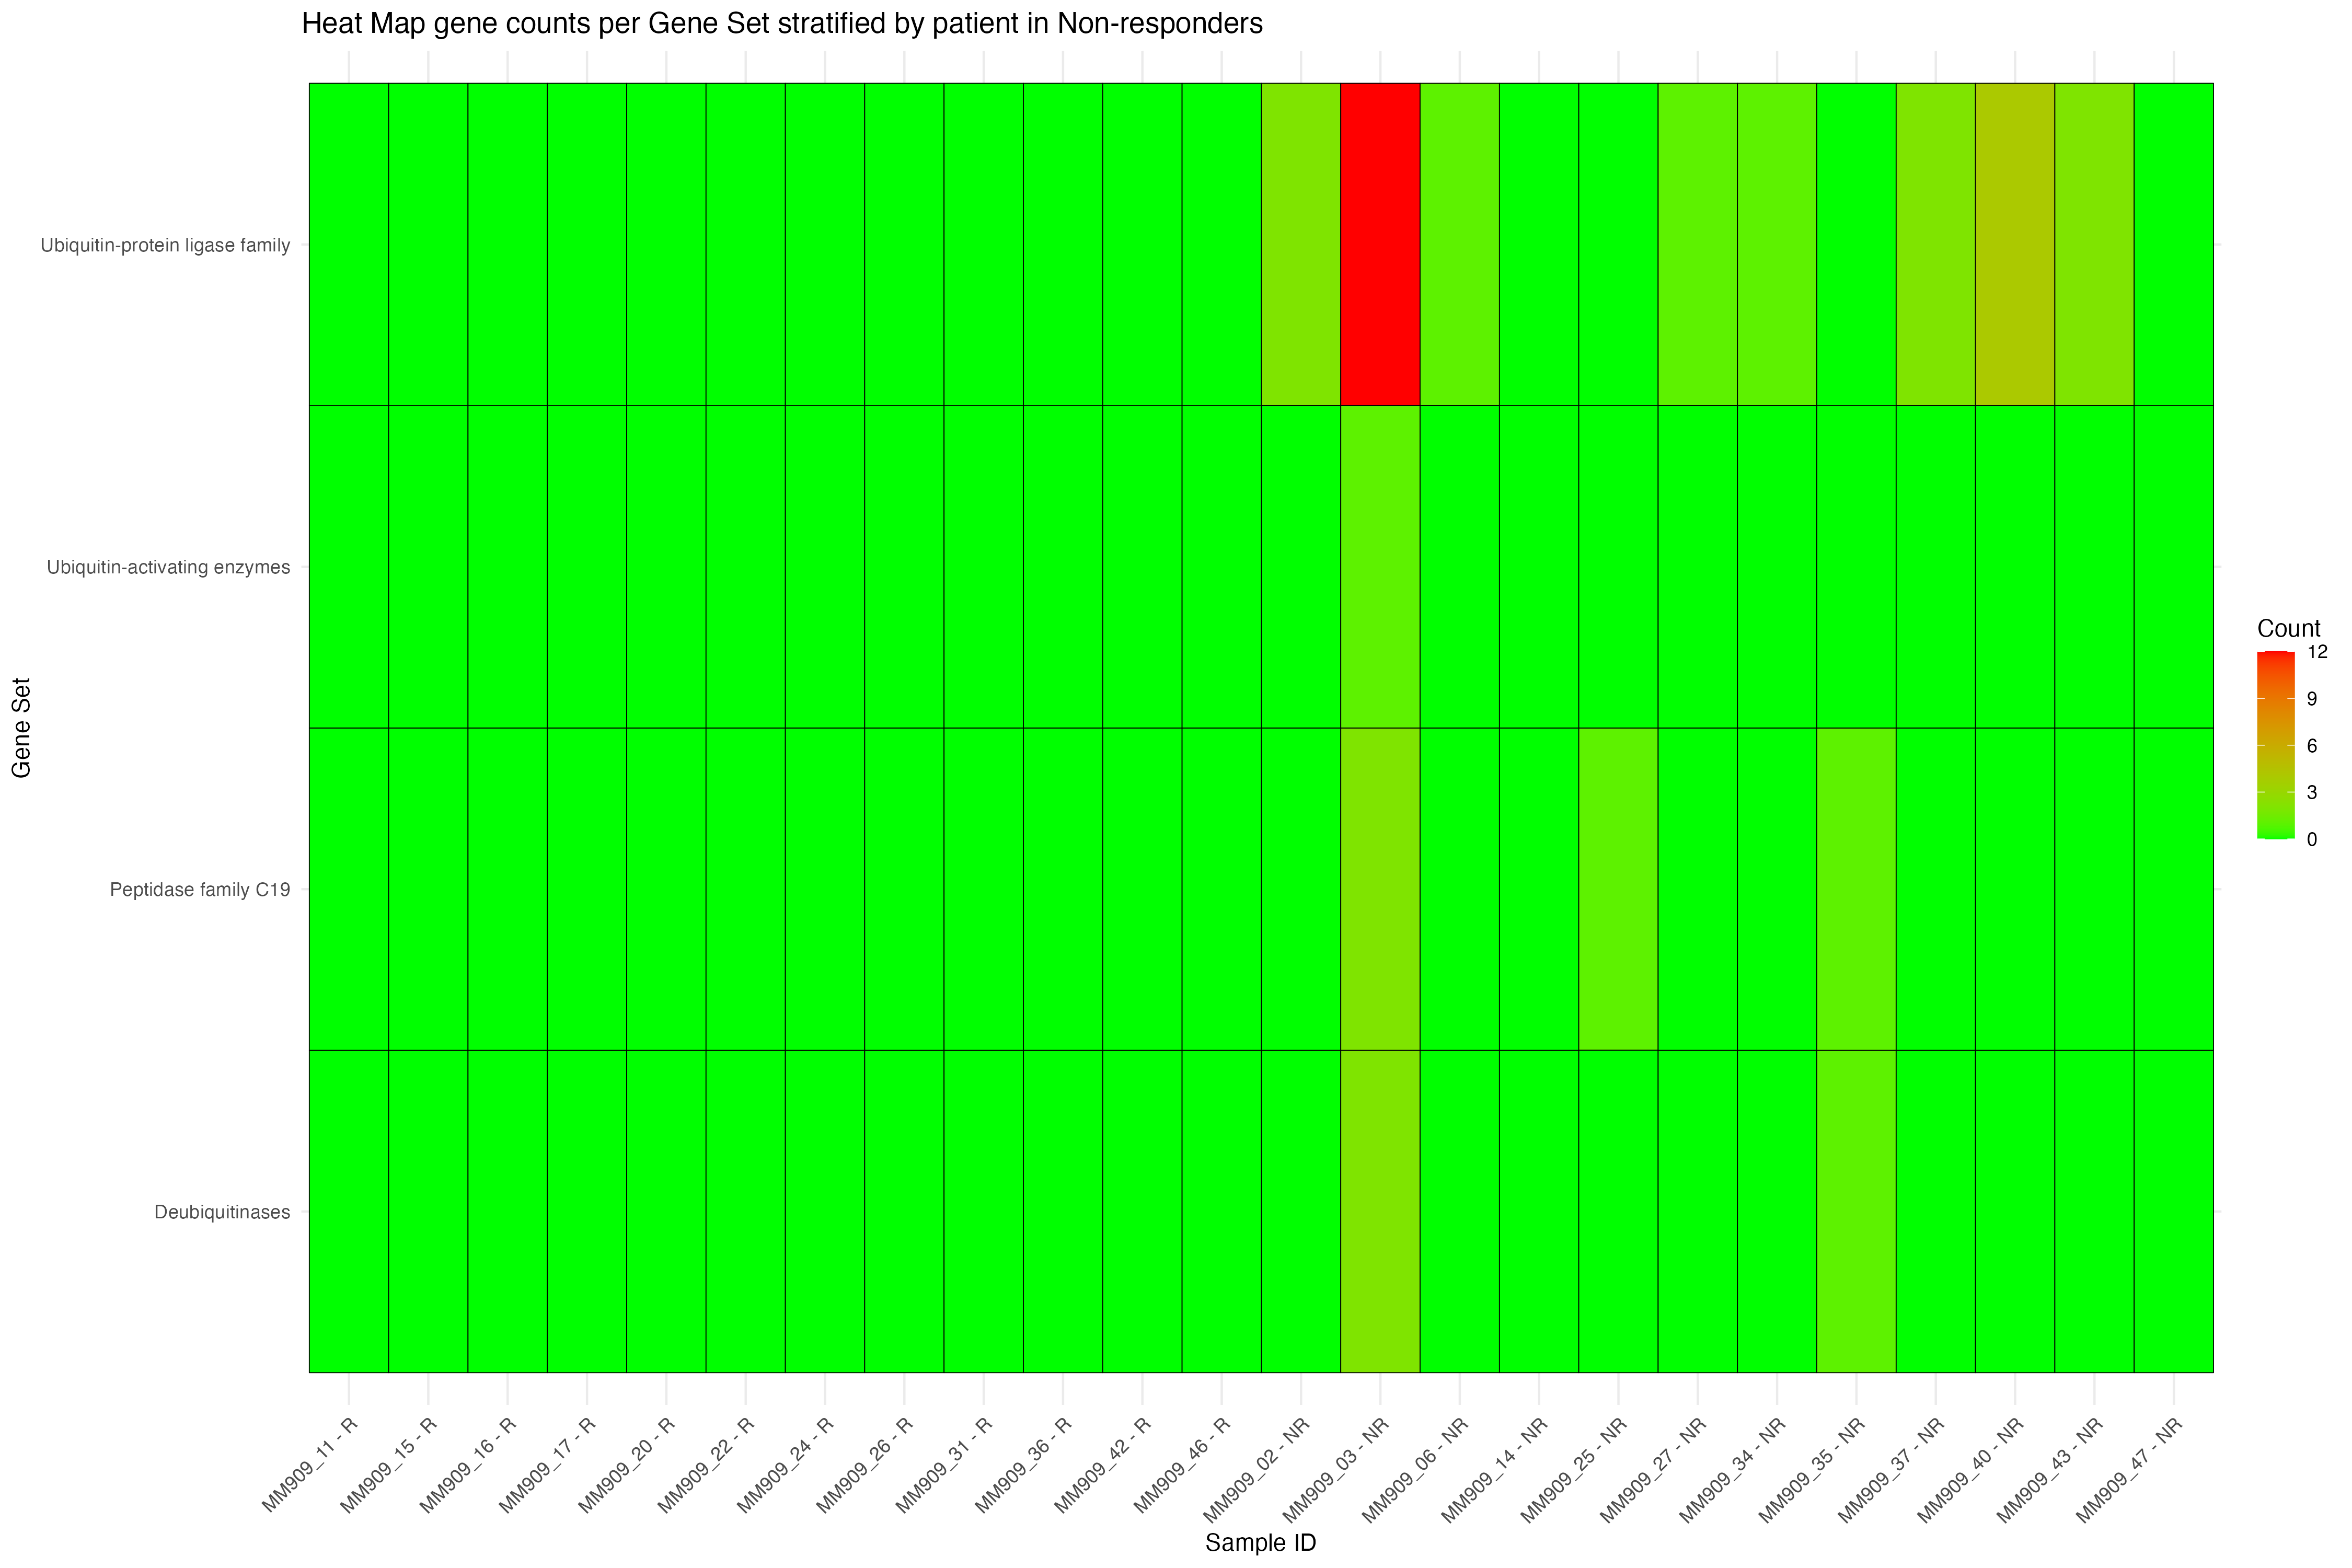 Heat Map gene counts per Gene Set stratified by patient in Non-responders
Gene Set
Ubiquitin-protein ligase family
Ubiquitin-activating enzymes
Peptidase family C19
Deubiquitinases
MM909_11 - R
MM909_15 - R
MM909_16 - R
MM909_17 - R
MM909_20 - R
MM909_22 - R
MM909_24 - R
MM909_26 - R
MM909_31 - R
MM909_36 - R
MM909_42 - R
MM909_46 - R
MM909_02 - NR
MM909_03 - NR
MM909_06 - NR
MM909_14 - NR
MM909_25 - NR
MM909_27 - NR
MM909_34 - NR
MM909_35 - NR
MM909_37 - NR
MM909_40 - NR
MM909_43 - NR
MM909_47 - NR
Sample ID
Count
12
9
6
3
0